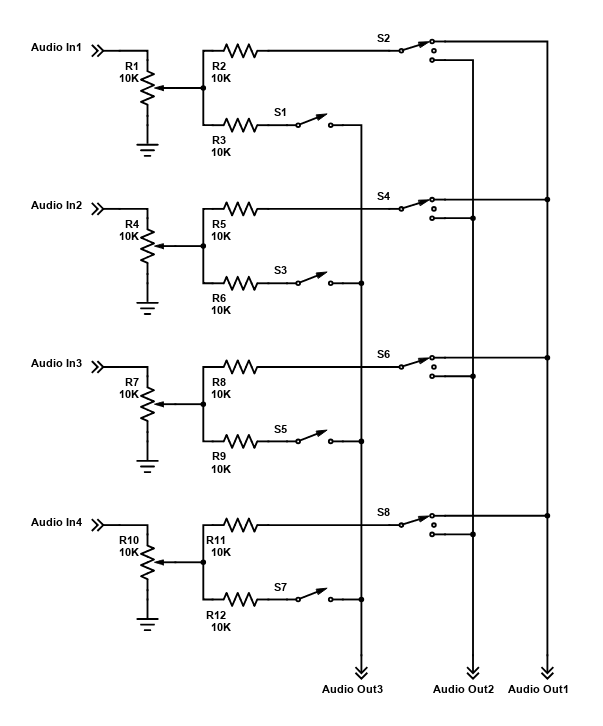 Audio In1
R1
10K
R2
10K
S2
R3
10K
S1
Audio In2
R4
10K
R5
10K
S4
R6
10K
S3
Audio In3
R7
10K
R8
10K
S6
R9
10K
S5
Audio In4
R10
10K
R11
10K
S8
R12
10K
S7
Audio Out3
Audio Out2
Audio Out1